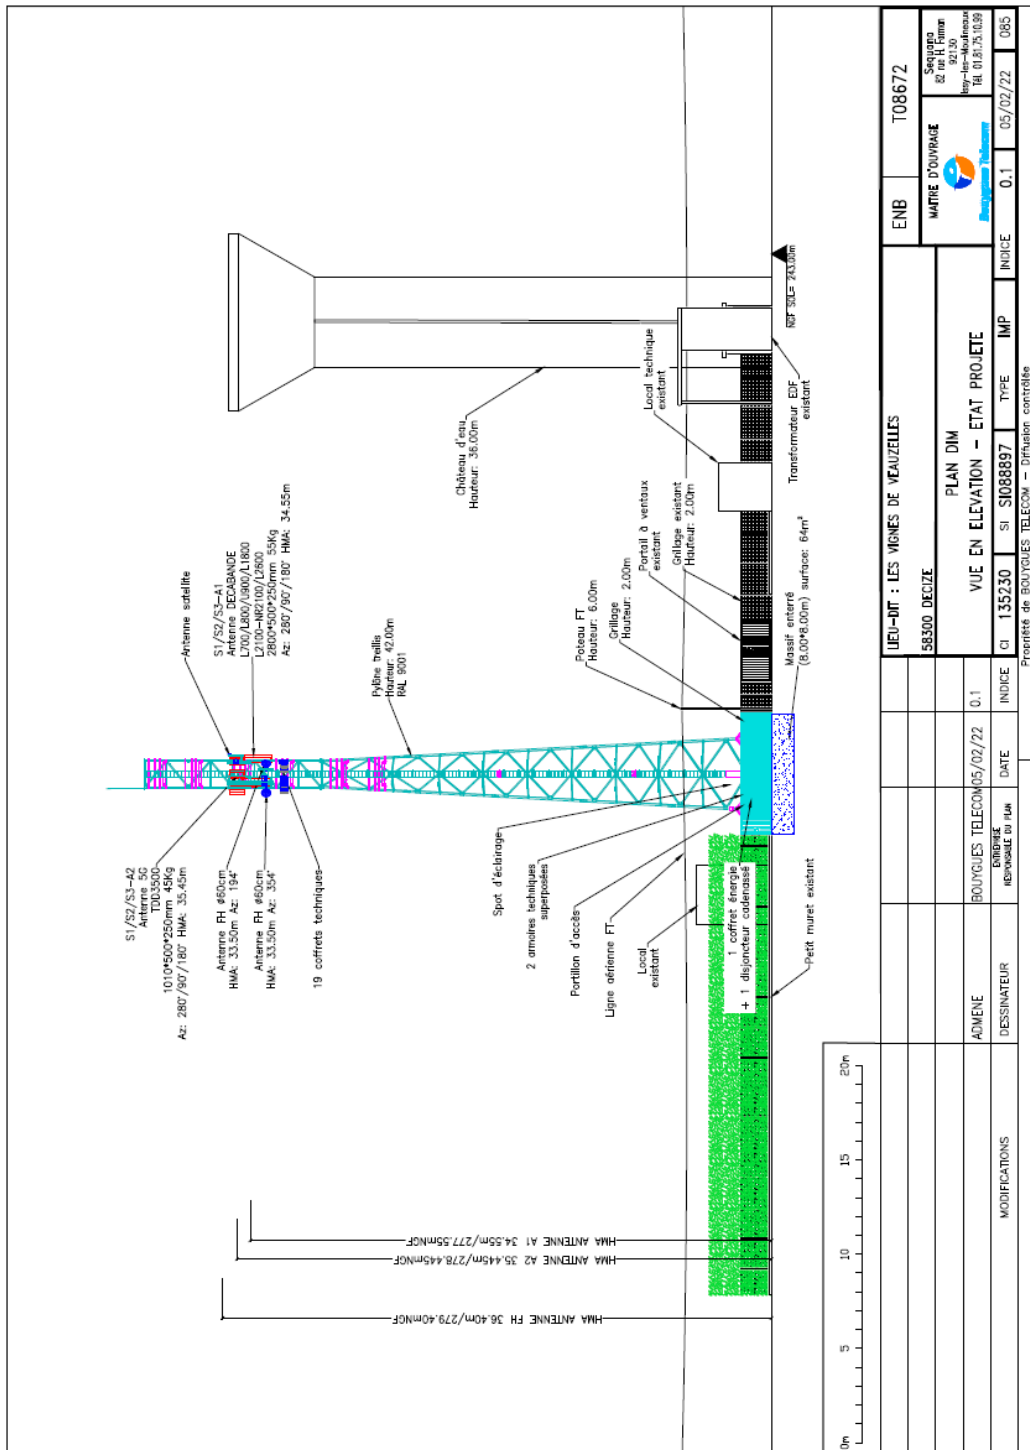 S1/S2/S3-A2
Antenne 5G
TDD3500
1010*500*250mm 45Kg
Az: 280°/90°/180° HMA: 35.45m
Antenne FH ø60cm
HMA: 33.50m Az: 194°
Antenne FH ø60cm
HMA: 33.50m Az: 354°
19 coffrets techniques
Antenne satellite
S1/S2/S3-A1
Antenne DECABANDE
L700/L800/U900/L1800
L2100-NR2100/L2600
2800*500*250mm 55Kg
Az: 280°/90°/180° HMA: 34.55m
Pylône treillis
Hauteur: 42.00m
RAL 9001
Château d'eau
Hauteur: 36.00m
Spot d'éclairage
2 armoires techniques
superposées
Portillon d'accès
Ligne aérienne FT
Local
existant
1 coffret énergie
+ 1 disjoncteur cadenassé
Petit muret existant
Poteau FT
Hauteur: 6.00m
Grillage
Hauteur: 2.00m
Portail à ventaux
existant
Grillage existant
Hauteur: 2.00m
Local technique
existant
Massif enterré
(8.00*8.00m) surface: 64m²
Transformateur EDF
existant
NGF SOL= 243.00m
HMA ANTENNE FH 36.40m/279.40mNGF
HMA ANTENNE A2 35.445m/278.445mNGF
HMA ANTENNE A1 34.55m/277.55mNGF
0m 5 10 15 20m
LIEU-DIT : LES VIGNES DE VEAUZELLES
58300 DECIZE
ENB T08672
MAITRE D'OUVRAGE
Bouygues Telecom
Sequana
82 rue H. Farman
92130
Issy-les-Moulineaux
Tél. 01.81.75.10.99
PLAN DIM
VUE EN ELEVATION - ETAT PROJETE
ADMENE BOUYGUES TELECOM 05/02/22 0.1
MODIFICATIONS DESSINATEUR ENTREPRISE RESPONSABLE DU PLAN DATE INDICE
CI 135230 SI SI088897 TYPE IMP INDICE 0.1 05/02/22 085
Propriété de BOUYGUES TELECOM - Diffusion contrôlée